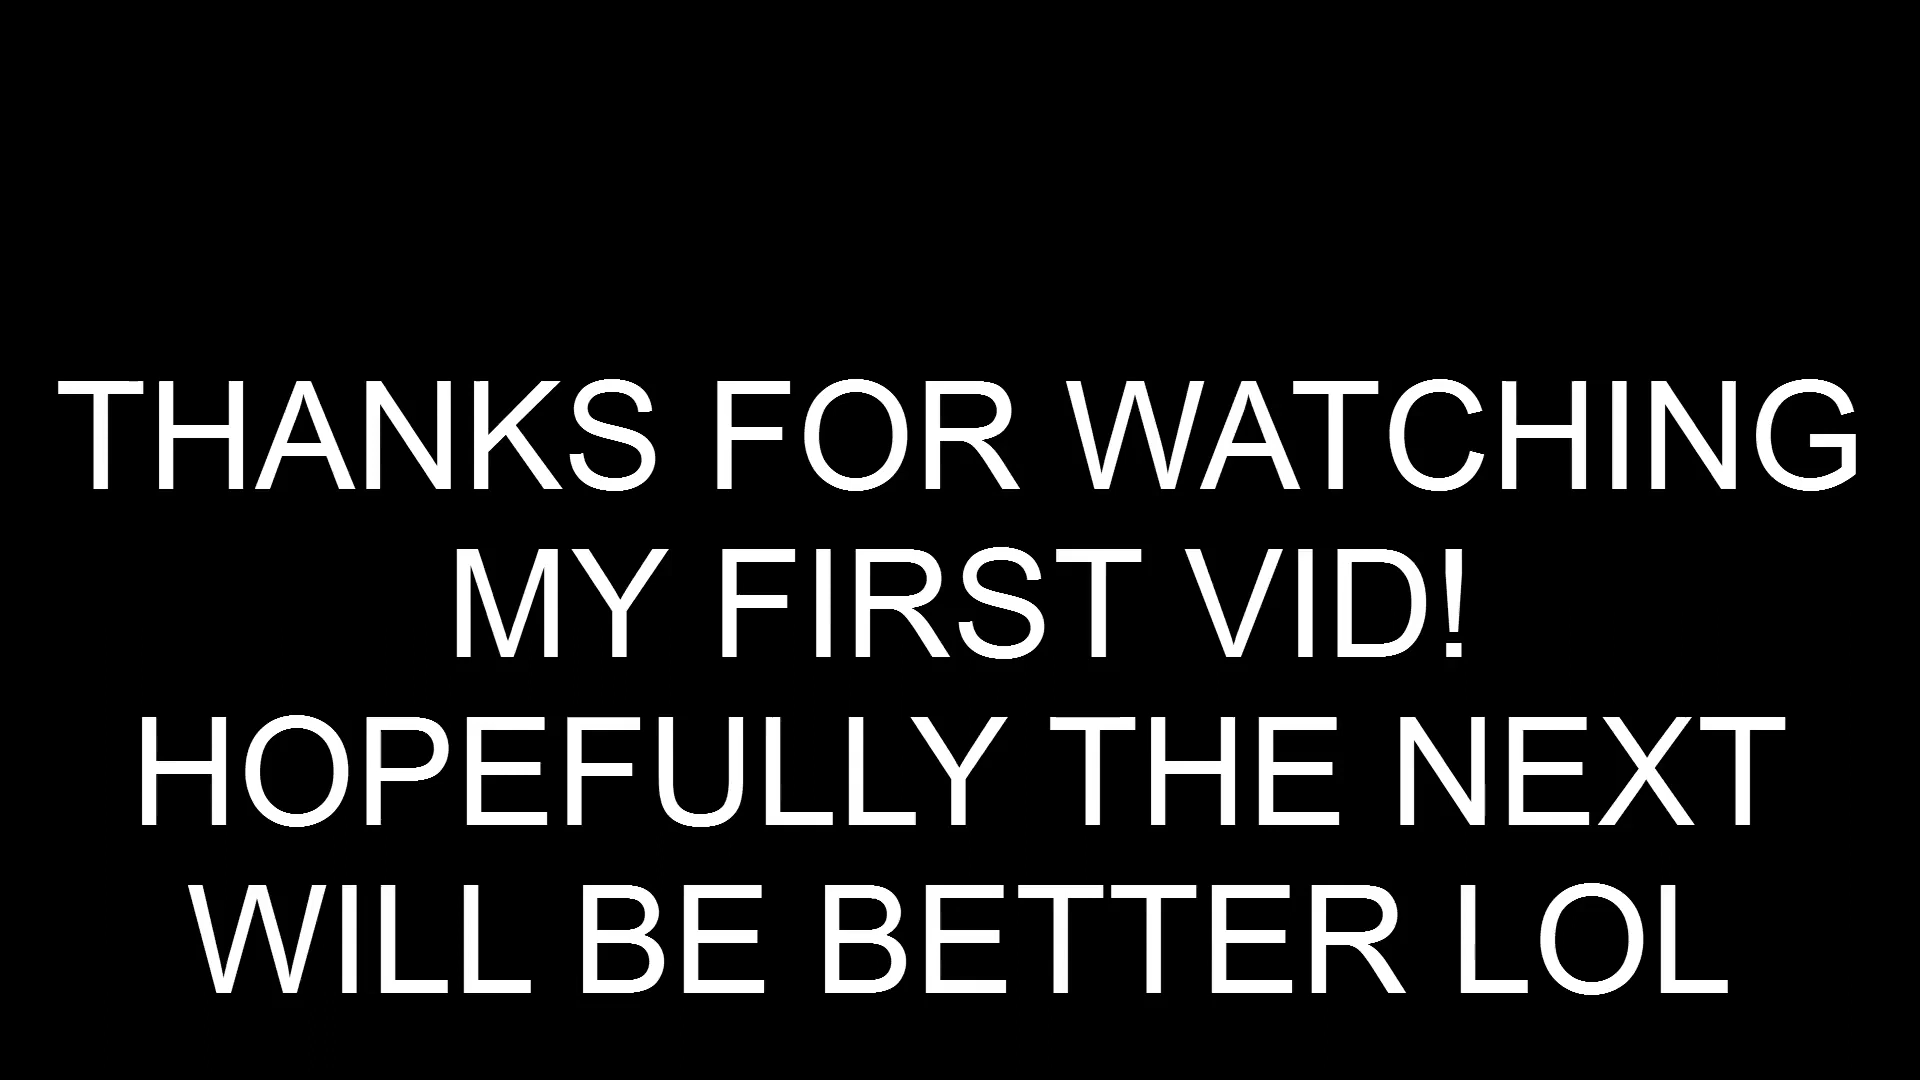 THANKS FOR WATCHING
MY FIRST VID!
HOPEFULLY THE NEXT
WILL BE BETTER LOL